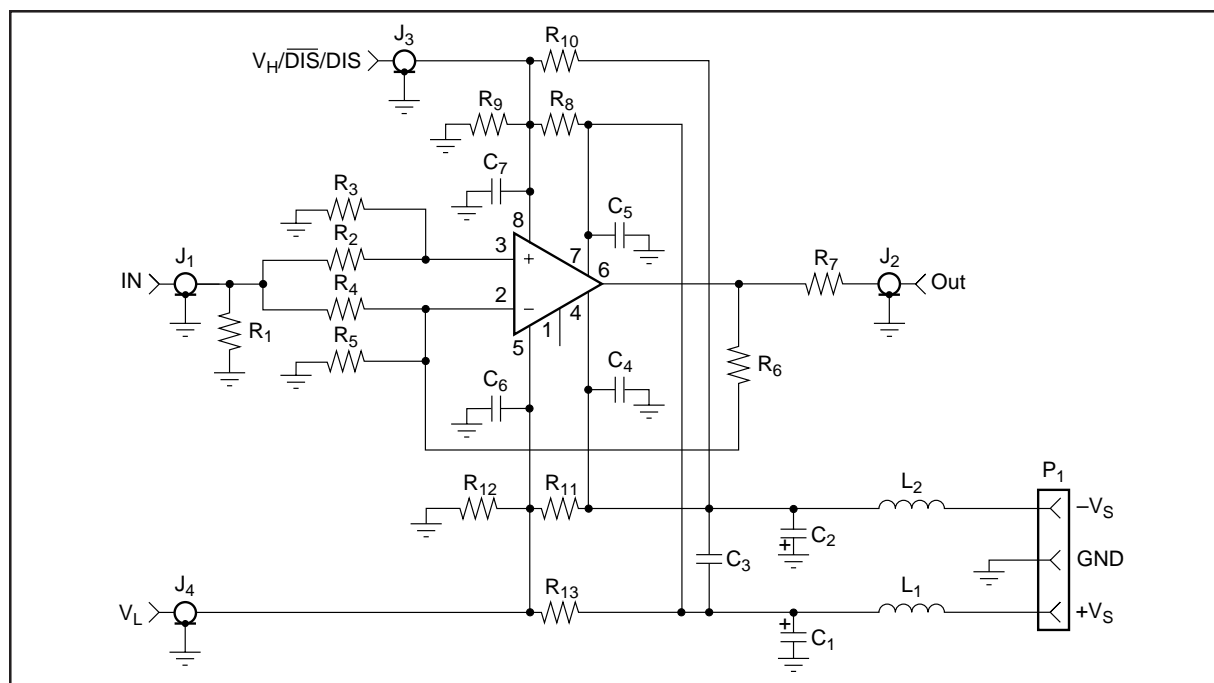 J3
VH/DIS/DIS
R10
R9
R8
C7
R3
8
C5
R2
3
+
7
J1
6
R7
J2
IN
Out
R4
2
–
4
1
R1
R5
5
R6
C6
C4
P1
R12
R11
L2
–VS
C2
+
C3
GND
J4
R13
L1
VL
+VS
+
C1